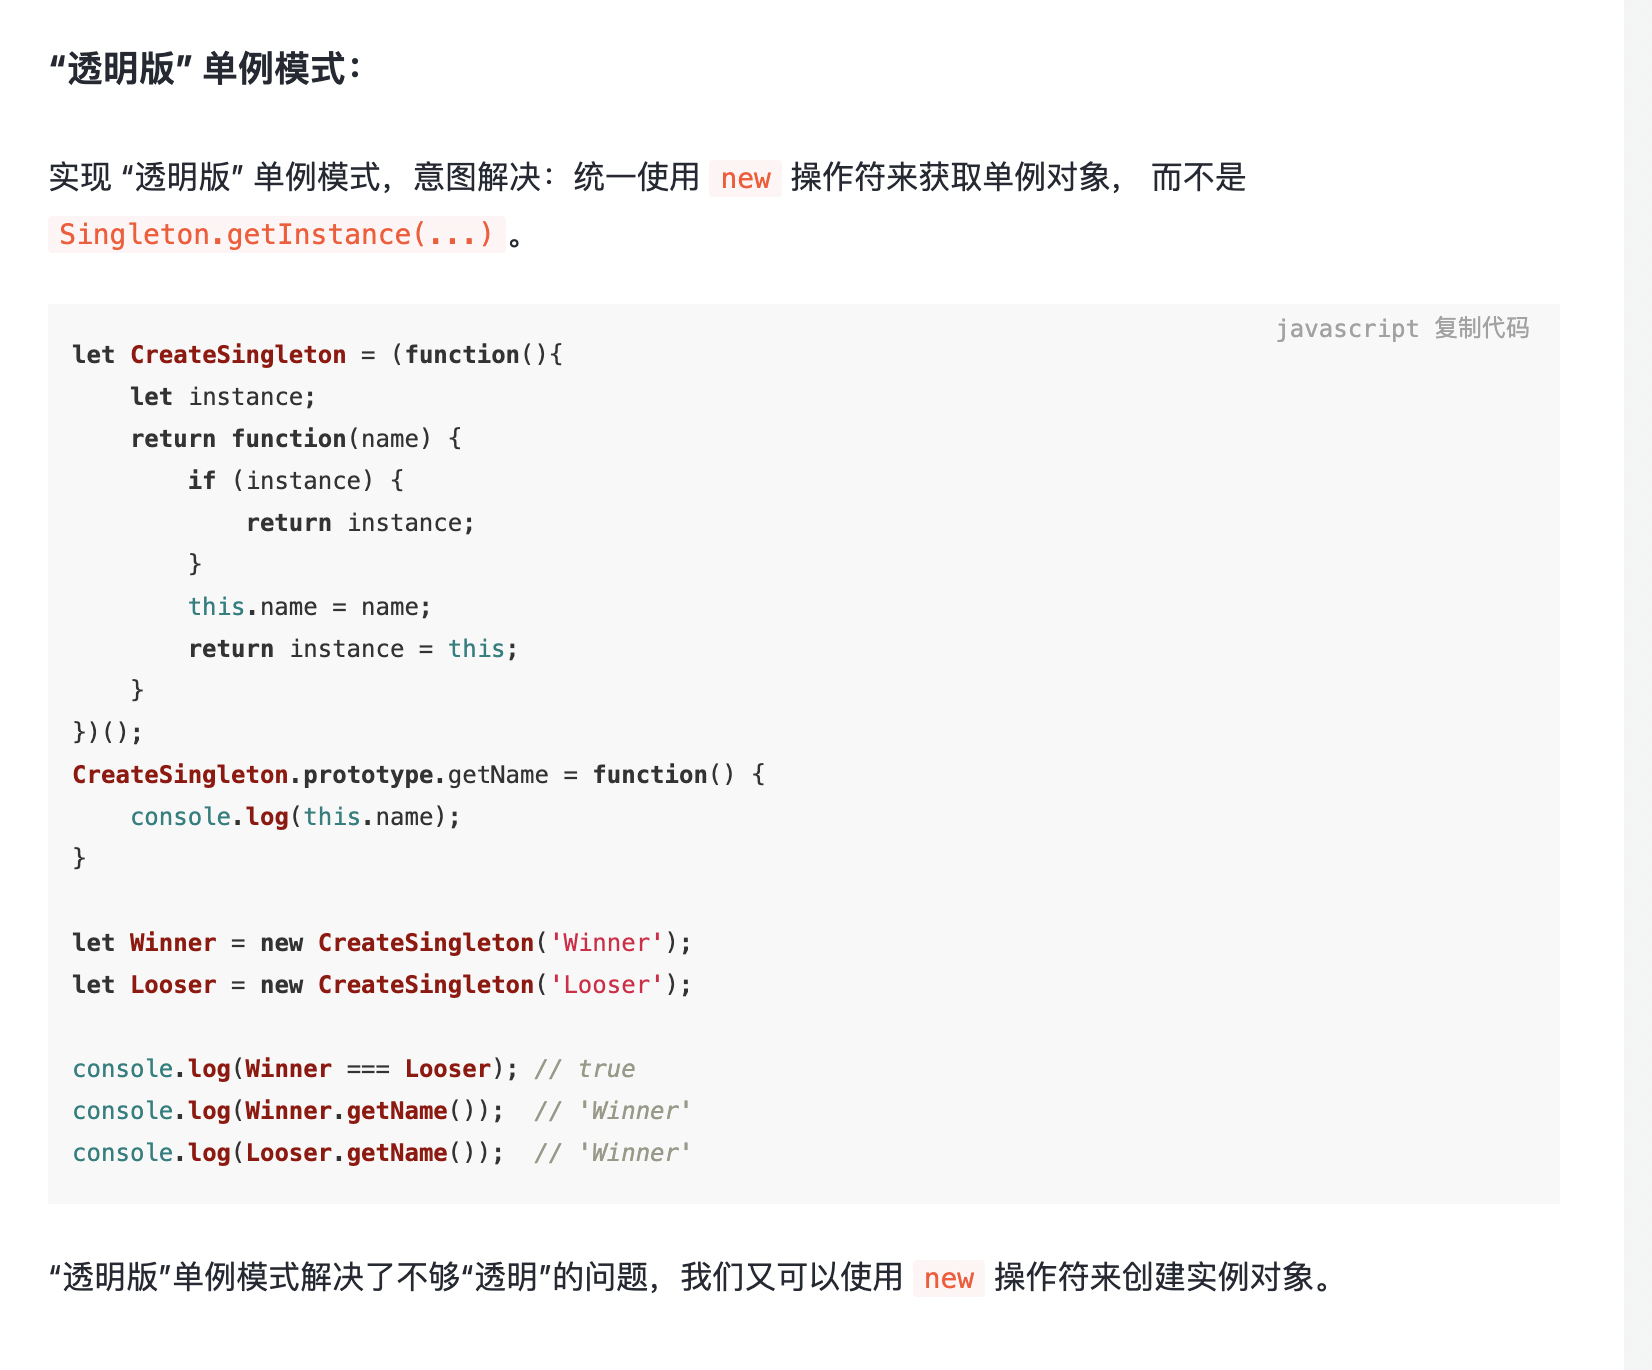 “透明版” 单例模式：
实现 “透明版” 单例模式，意图解决：统一使用 new 操作符来获取单例对象， 而不是
Singleton.getInstance(...) 。
javascript 复制代码
let CreateSingleton = (function(){
    let instance;
    return function(name) {
        if (instance) {
            return instance;
        }
        this.name = name;
        return instance = this;
    }
})();
CreateSingleton.prototype.getName = function() {
    console.log(this.name);
}
let Winner = new CreateSingleton('Winner');
let Looser = new CreateSingleton('Looser');
console.log(Winner === Looser); // true
console.log(Winner.getName());  // 'Winner'
console.log(Looser.getName());  // 'Winner'
“透明版”单例模式解决了不够“透明”的问题，我们又可以使用 new 操作符来创建实例对象。